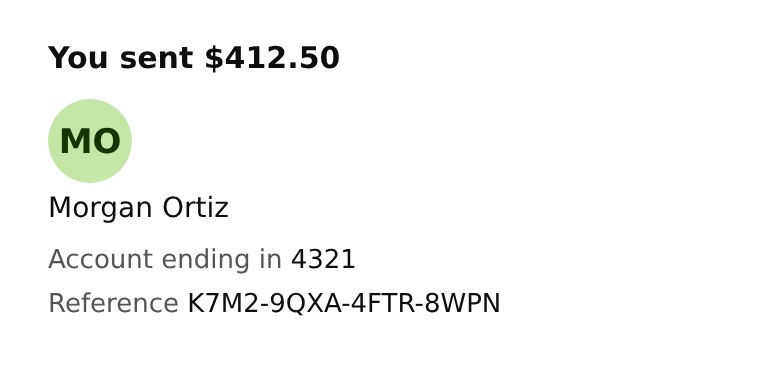 You sent $412.50
MO
Morgan Ortiz
Account ending in 4321
Reference K7M2-9QXA-4FTR-8WPN